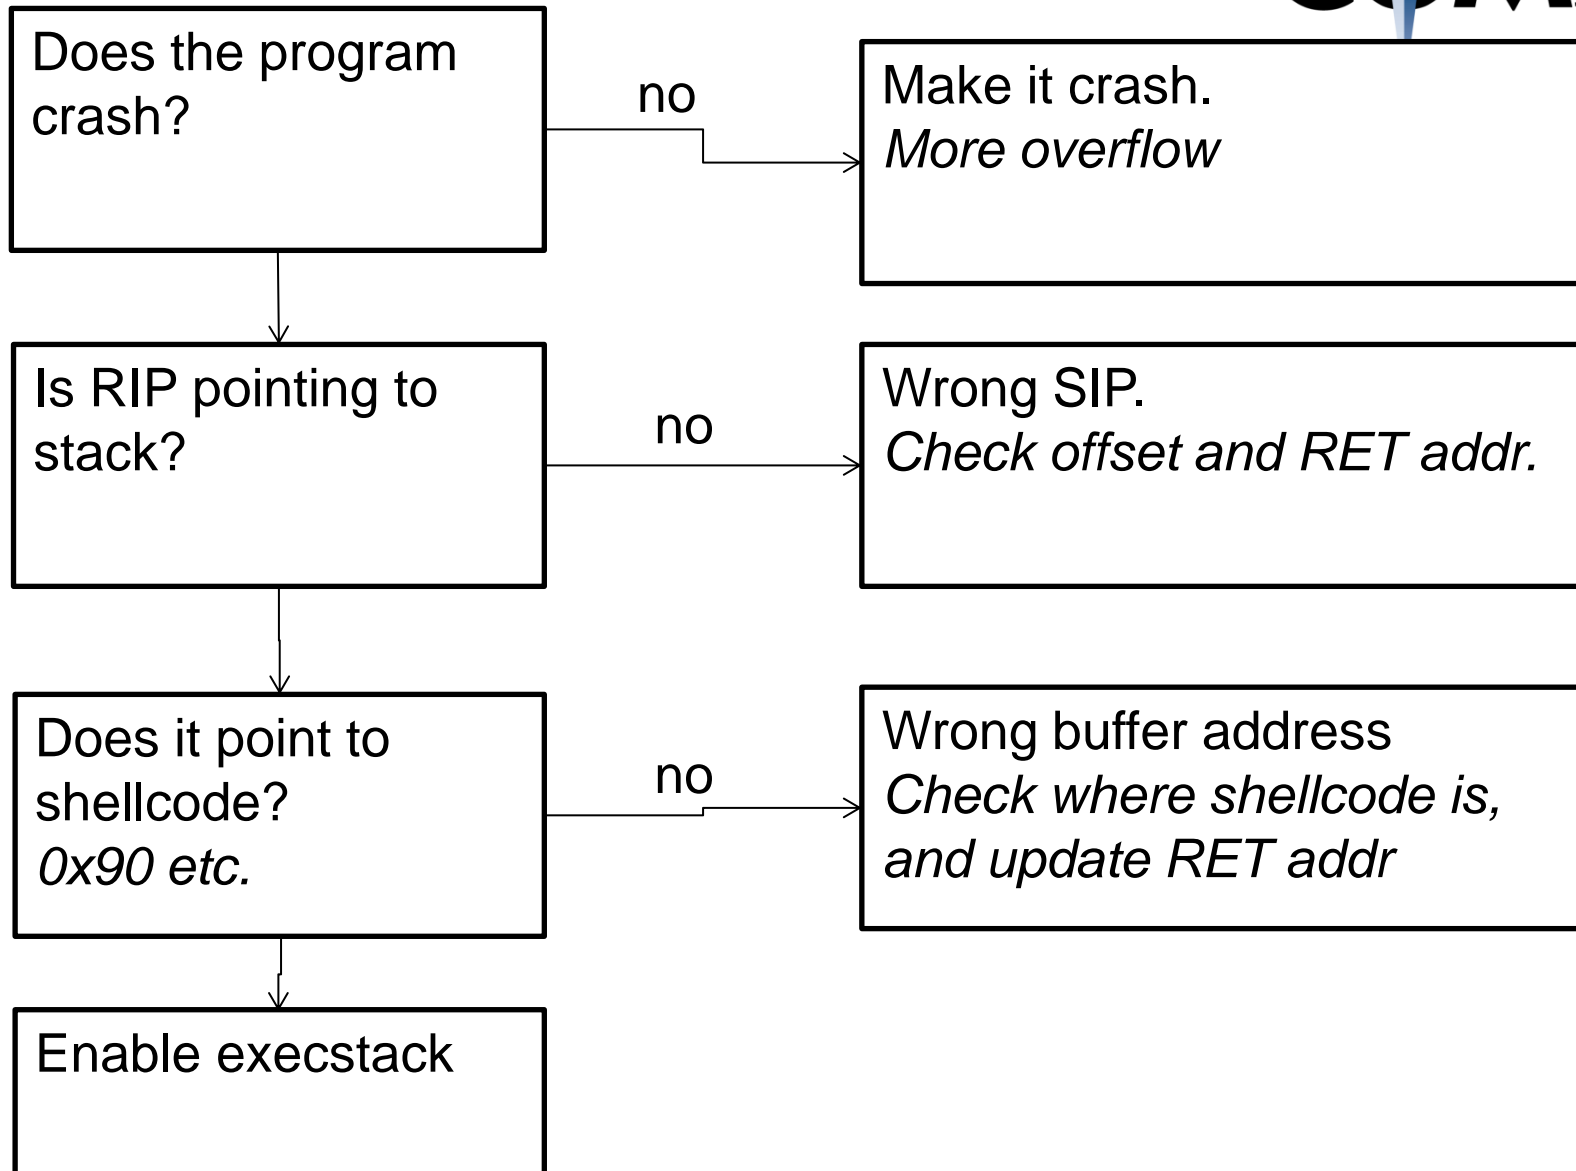 Does the program
crash?
no
Make it crash.
More overflow
Is RIP pointing to
stack?
no
Wrong SIP.
Check offset and RET addr.
Does it point to
shellcode?
0x90 etc.
no
Wrong buffer address
Check where shellcode is,
and update RET addr
Enable execstack